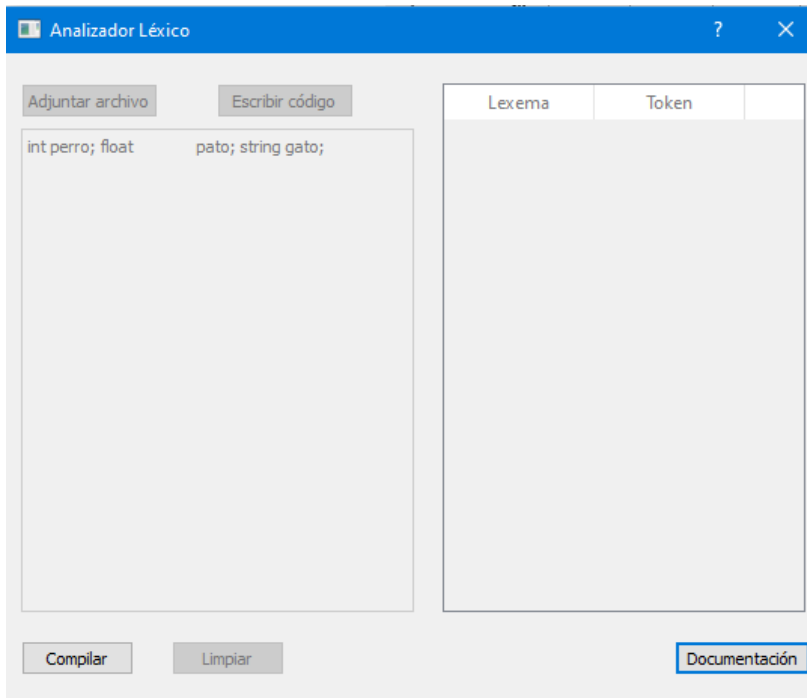 Analizador Léxico ?
Adjuntar archivo Escribir código
Lexema Token
int perro; float pato; string gato;
Compilar Limpiar Documentación